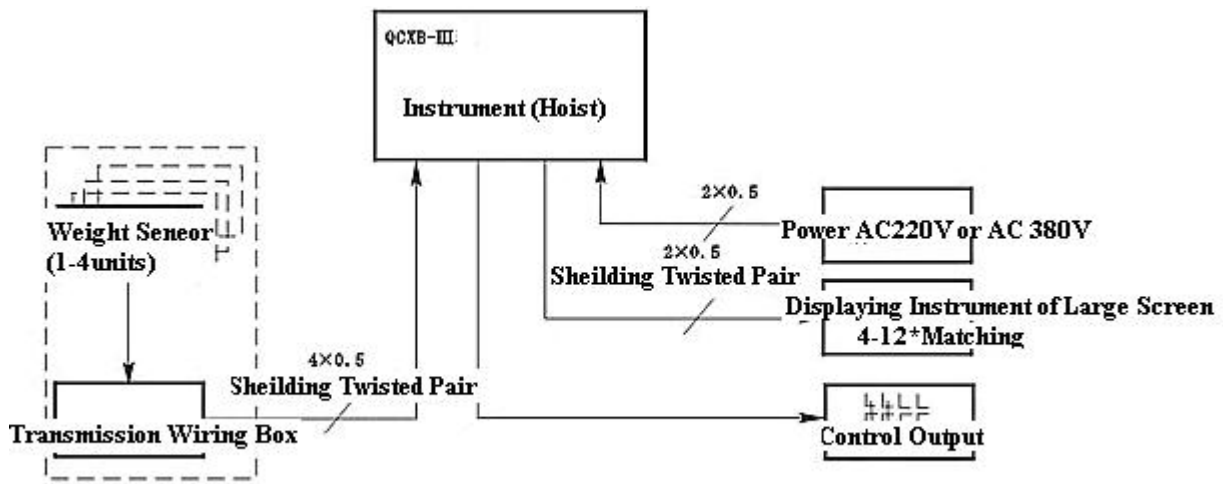 QCXB-III
Instrument (Hoist)
2×0.5
Weight Seneor
(1-4units)
Power AC220V or AC 380V
2×0.5
Sheilding Twisted Pair
Displaying Instrument of Large Screen
4-12*Matching
4×0.5
Sheilding Twisted Pair
Transmission Wiring Box
Control Output